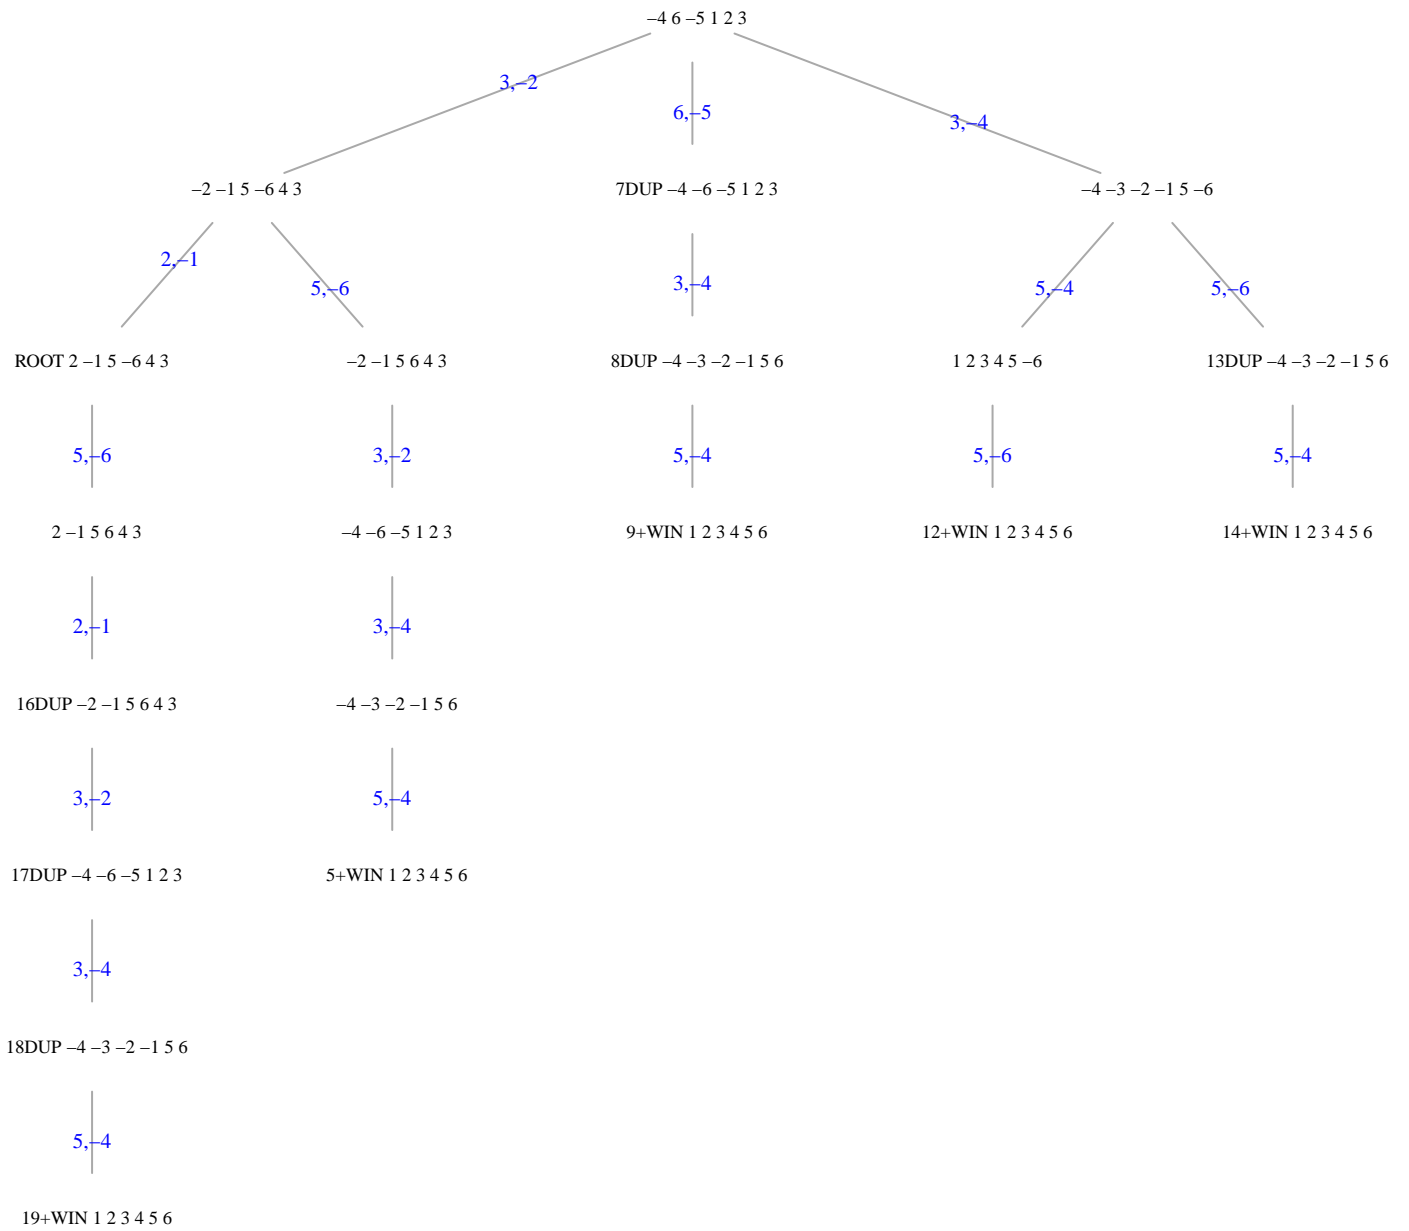 –4 6 –5 1 2 3
3,–2
6,–5
3,–4
–2 –1 5 –6 4 3
7DUP –4 –6 –5 1 2 3
–4 –3 –2 –1 5 –6
2,–1
5,–6
3,–4
5,–4
5,–6
ROOT 2 –1 5 –6 4 3
–2 –1 5 6 4 3
8DUP –4 –3 –2 –1 5 6
1 2 3 4 5 –6
13DUP –4 –3 –2 –1 5 6
5,–6
3,–2
5,–4
5,–6
5,–4
2 –1 5 6 4 3
–4 –6 –5 1 2 3
9+WIN 1 2 3 4 5 6
12+WIN 1 2 3 4 5 6
14+WIN 1 2 3 4 5 6
2,–1
3,–4
16DUP –2 –1 5 6 4 3
–4 –3 –2 –1 5 6
3,–2
5,–4
17DUP –4 –6 –5 1 2 3
5+WIN 1 2 3 4 5 6
3,–4
18DUP –4 –3 –2 –1 5 6
5,–4
19+WIN 1 2 3 4 5 6